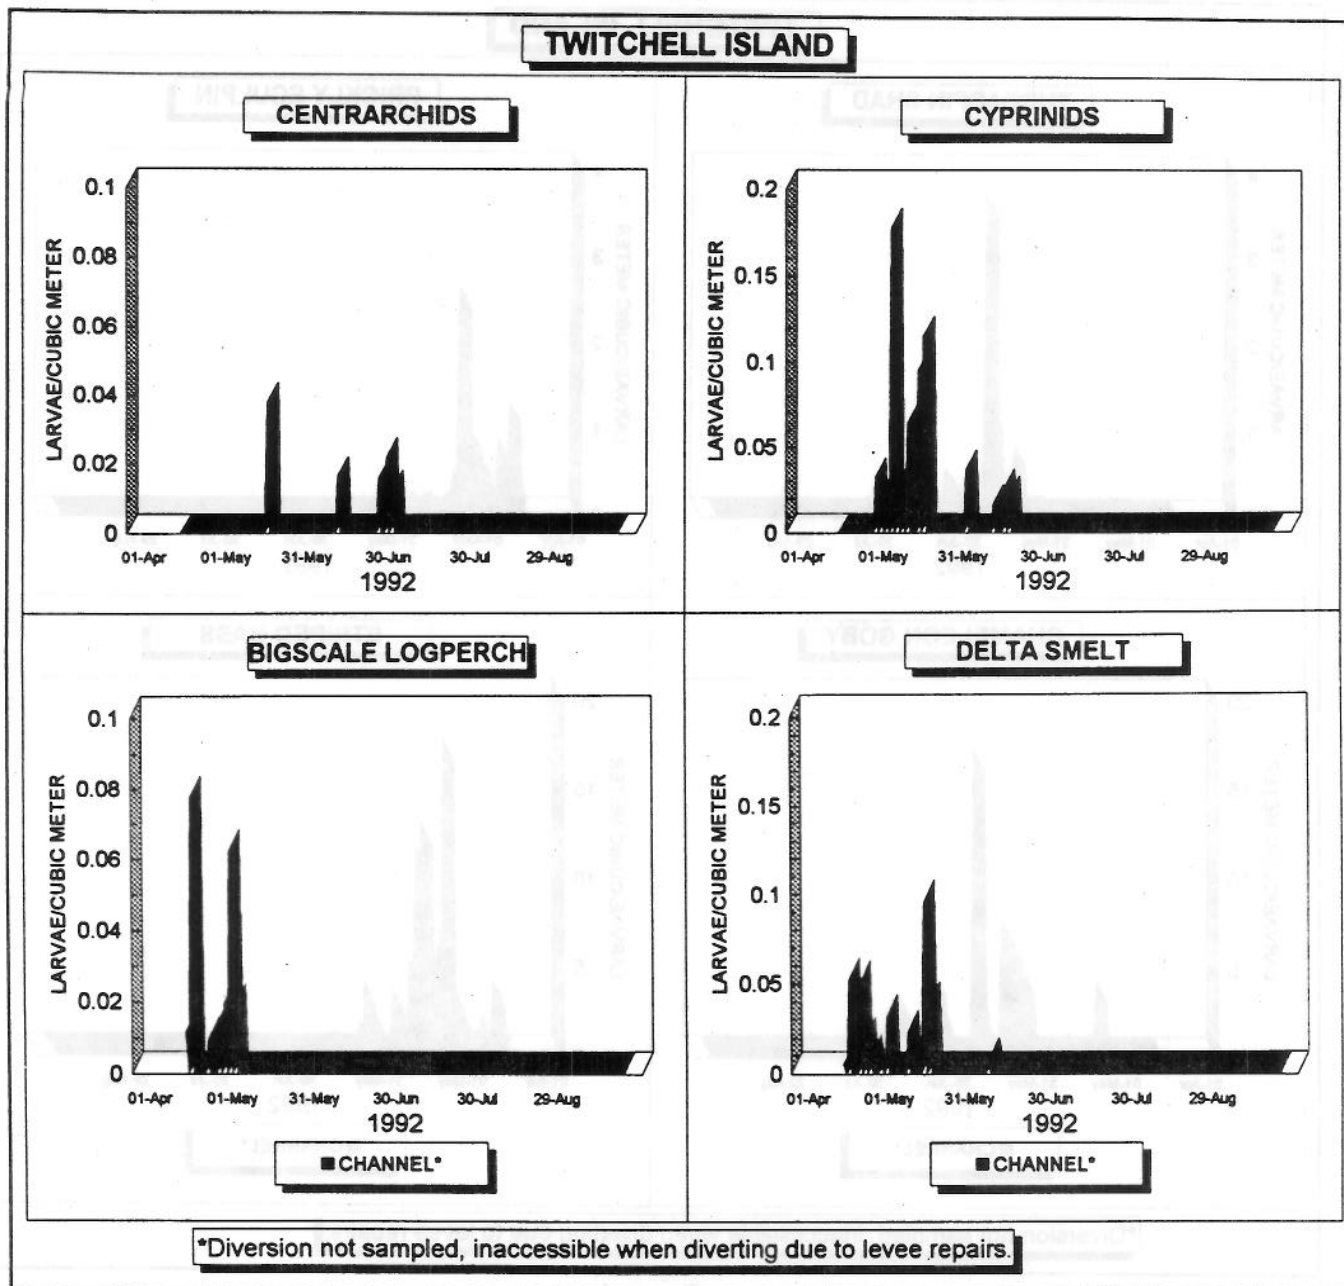 TWITCHELL ISLAND
CENTRARCHIDS
LARVAE/CUBIC METER
0.1
0.08
0.06
0.04
0.02
0
01-Apr 01-May 31-May 30-Jun 30-Jul 29-Aug
1992
CYPRINIDS
LARVAE/CUBIC METER
0.2
0.15
0.1
0.05
0
01-Apr 01-May 31-May 30-Jun 30-Jul 29-Aug
1992
BIGSCALE LOGPERCH
LARVAE/CUBIC METER
0.1
0.08
0.06
0.04
0.02
0
01-Apr 01-May 31-May 30-Jun 30-Jul 29-Aug
1992
CHANNEL*
DELTA SMELT
LARVAE/CUBIC METER
0.2
0.15
0.1
0.05
0
01-Apr 01-May 31-May 30-Jun 30-Jul 29-Aug
1992
CHANNEL*
*Diversion not sampled, inaccessible when diverting due to levee repairs.